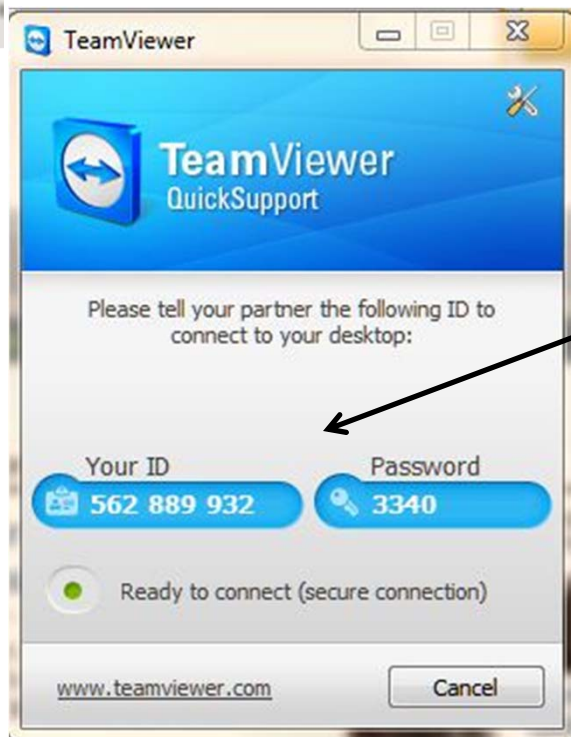 TeamViewer
TeamViewer
QuickSupport
Please tell your partner the following ID to
connect to your desktop:
Your ID
Password
562 889 932
3340
Ready to connect (secure connection)
www.teamviewer.com
Cancel